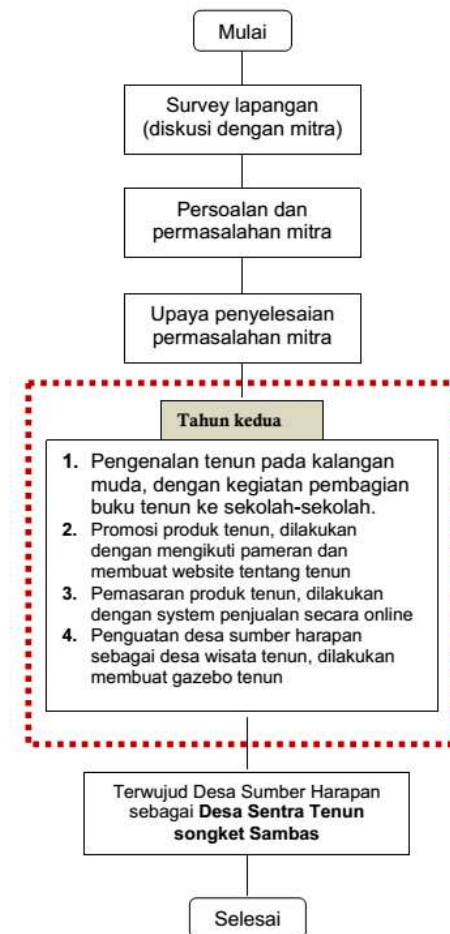 Mulai
Survey lapangan
(diskusi dengan mitra)
Persoalan dan
permasalahan mitra
Upaya penyelesaian
permasalahan mitra
Tahun kedua
1. Pengenalan tenun pada kalangan
muda, dengan kegiatan pembagian
buku tenun ke sekolah-sekolah.
2. Promosi produk tenun, dilakukan
dengan mengikuti pameran dan
membuat website tentang tenun
3. Pemasaran produk tenun, dilakukan
dengan system penjualan secara online
4. Penguatan desa sumber harapan
sebagai desa wisata tenun, dilakukan
membuat gazebo tenun
Terwujud Desa Sumber Harapan
sebagai Desa Sentra Tenun
songket Sambas
Selesai